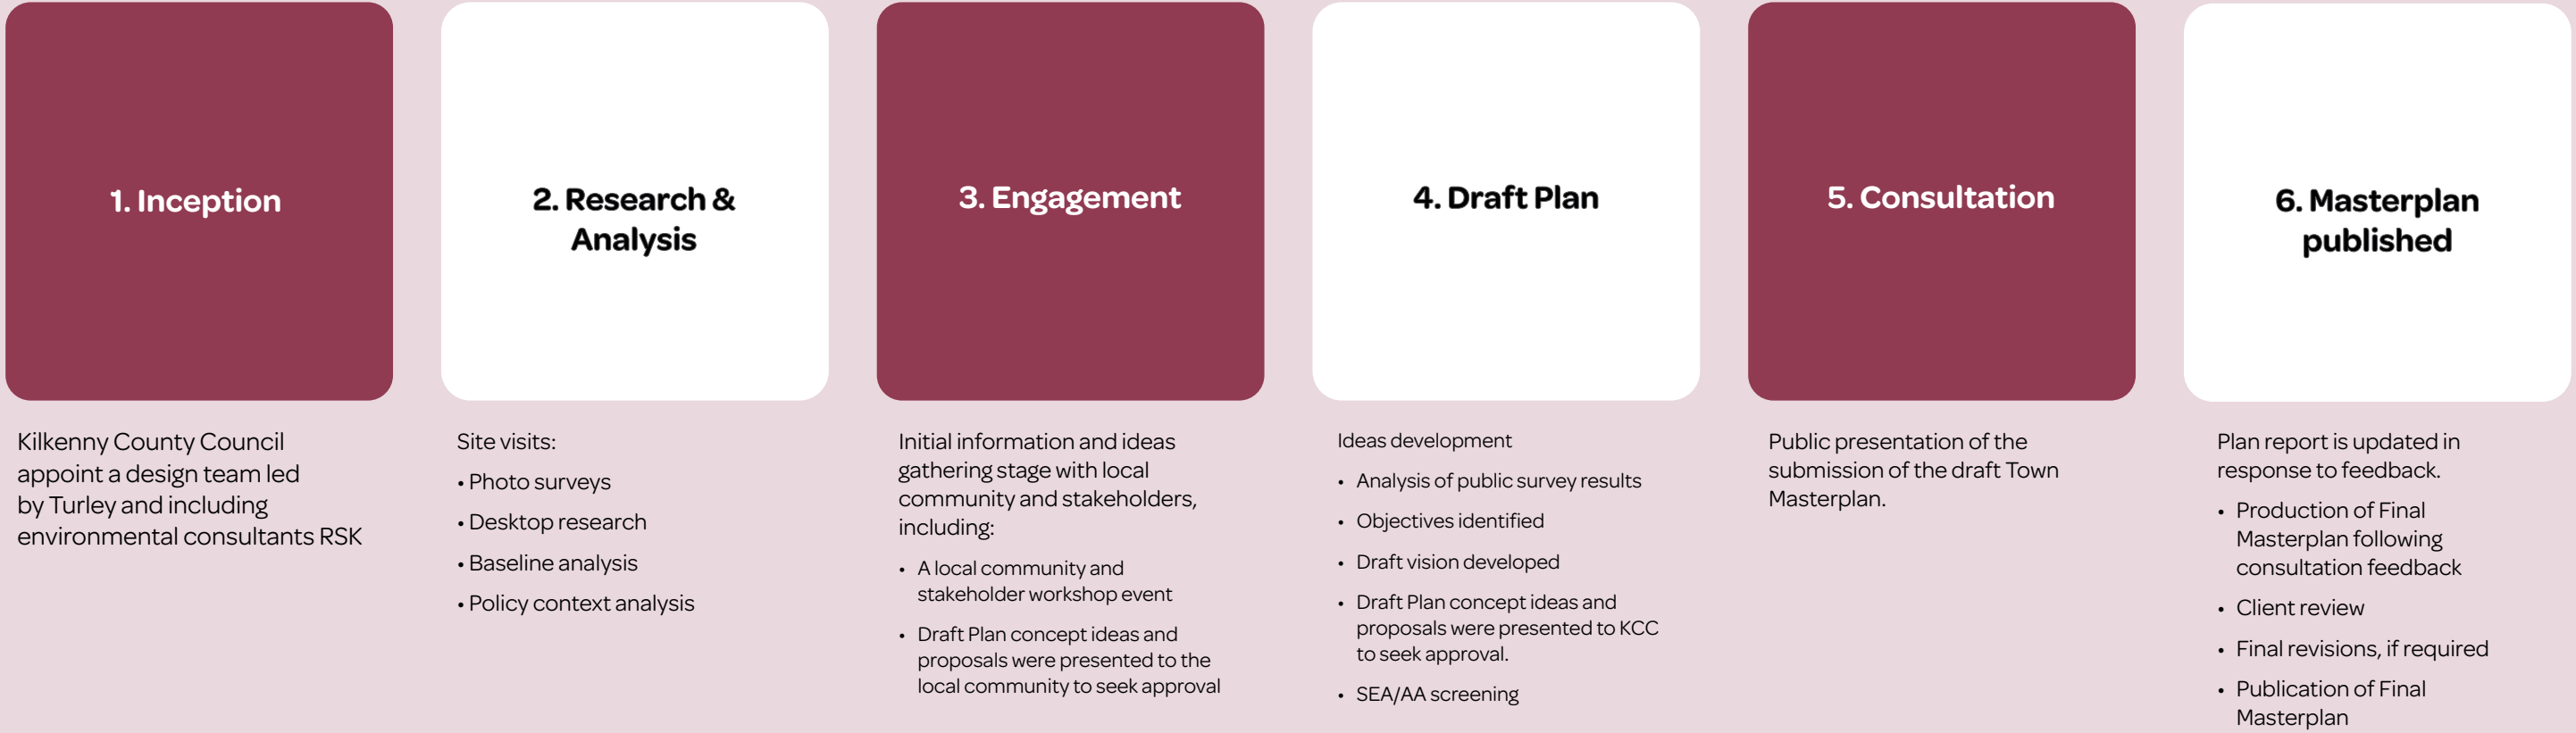 1. Inception
Kilkenny County Council
appoint a design team led
by Turley and including
environmental consultants RSK
2. Research &
Analysis
Site visits:
• Photo surveys
• Desktop research
• Baseline analysis
• Policy context analysis
3. Engagement
Initial information and ideas
gathering stage with local
community and stakeholders,
including:
• A local community and
stakeholder workshop event
• Draft Plan concept ideas and
proposals were presented to the
local community to seek approval
4. Draft Plan
Ideas development
• Analysis of public survey results
• Objectives identified
• Draft vision developed
• Draft Plan concept ideas and
proposals were presented to KCC
to seek approval.
• SEA/AA screening
5. Consultation
Public presentation of the
submission of the draft Town
Masterplan.
6. Masterplan
published
Plan report is updated in
response to feedback.
• Production of Final
Masterplan following
consultation feedback
• Client review
• Final revisions, if required
• Publication of Final
Masterplan